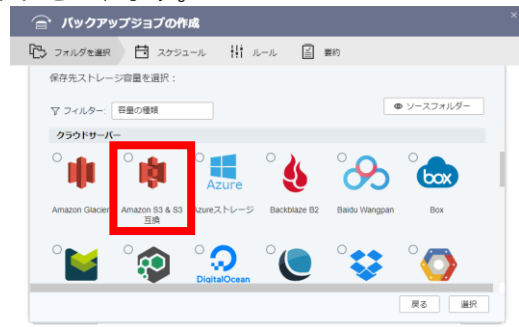 バックアップジョブの作成
フォルダを選択 スケジュール ルール 要約
保存先ストレージ容量を選択：
フィルター: 容量の種類 ソースフォルダー
クラウドサーバー
Azure box
Amazon Glacier Amazon S3 & S3 互換 Azureストレージ Backblaze B2 Baidu Wangpan Box
DigitalOcean
戻る 選択